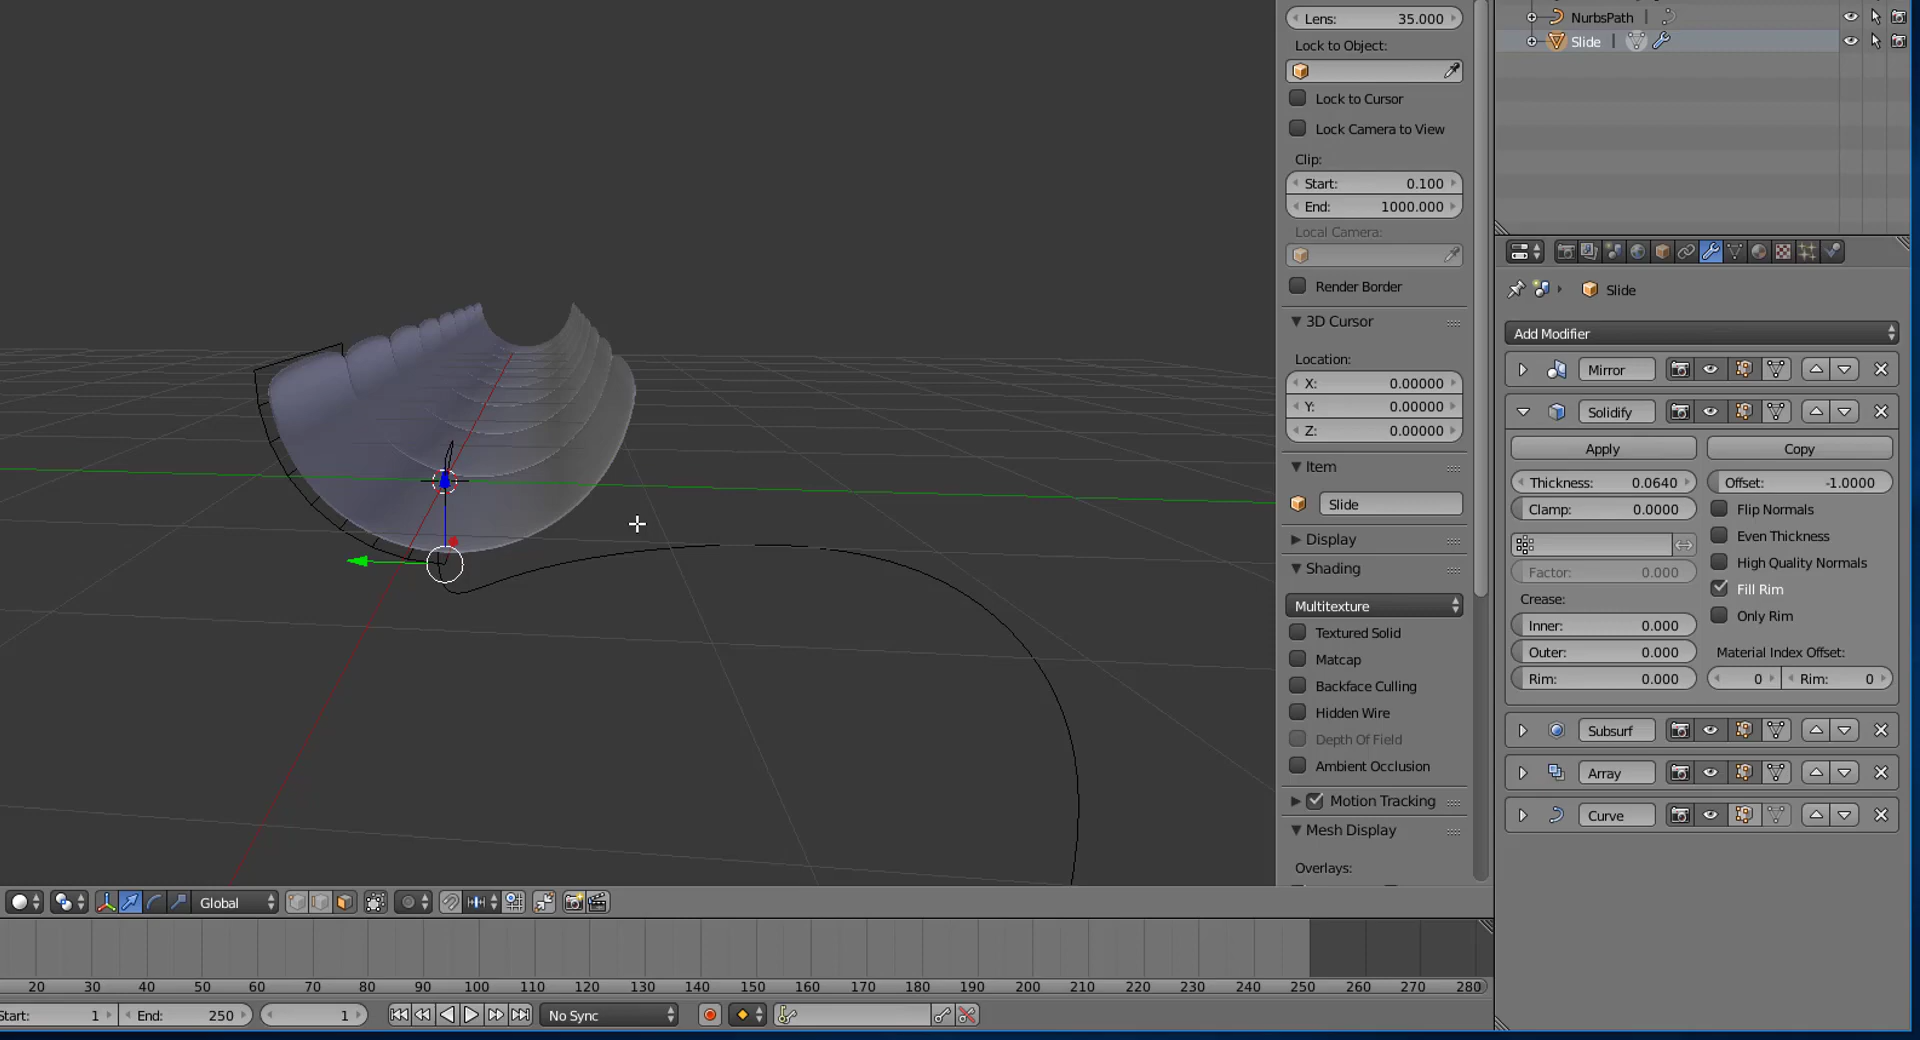 Lens: 35.000
Lock to Object:
Lock to Cursor
Lock Camera to View
Clip:
Start: 0.100
End: 1000.000
Local Camera:
Render Border
3D Cursor
Location:
X: 0.00000
Y: 0.00000
Z: 0.00000
Item
Slide
Display
Shading
Multitexture
Textured Solid
Matcap
Backface Culling
Hidden Wire
Depth Of Field
Ambient Occlusion
Motion Tracking
Mesh Display
Overlays:
NurbsPath
Slide
Slide
Add Modifier
Mirror
Solidify
Apply Copy
Thickness: 0.0640 Offset: -1.0000
Clamp: 0.0000 Flip Normals
Even Thickness
Factor: 0.000 High Quality Normals
Crease: Fill Rim
Inner: 0.000 Only Rim
Outer: 0.000 Material Index Offset:
Rim: 0.000 0 Rim: 0
Subsurf
Array
Curve
Global
20 30 40 50 60 70 80 90 100 110 120 130 140 150 160 170 180 190 200 210 220 230 240 250 260 270 280
Start: 1 End: 250 1 No Sync